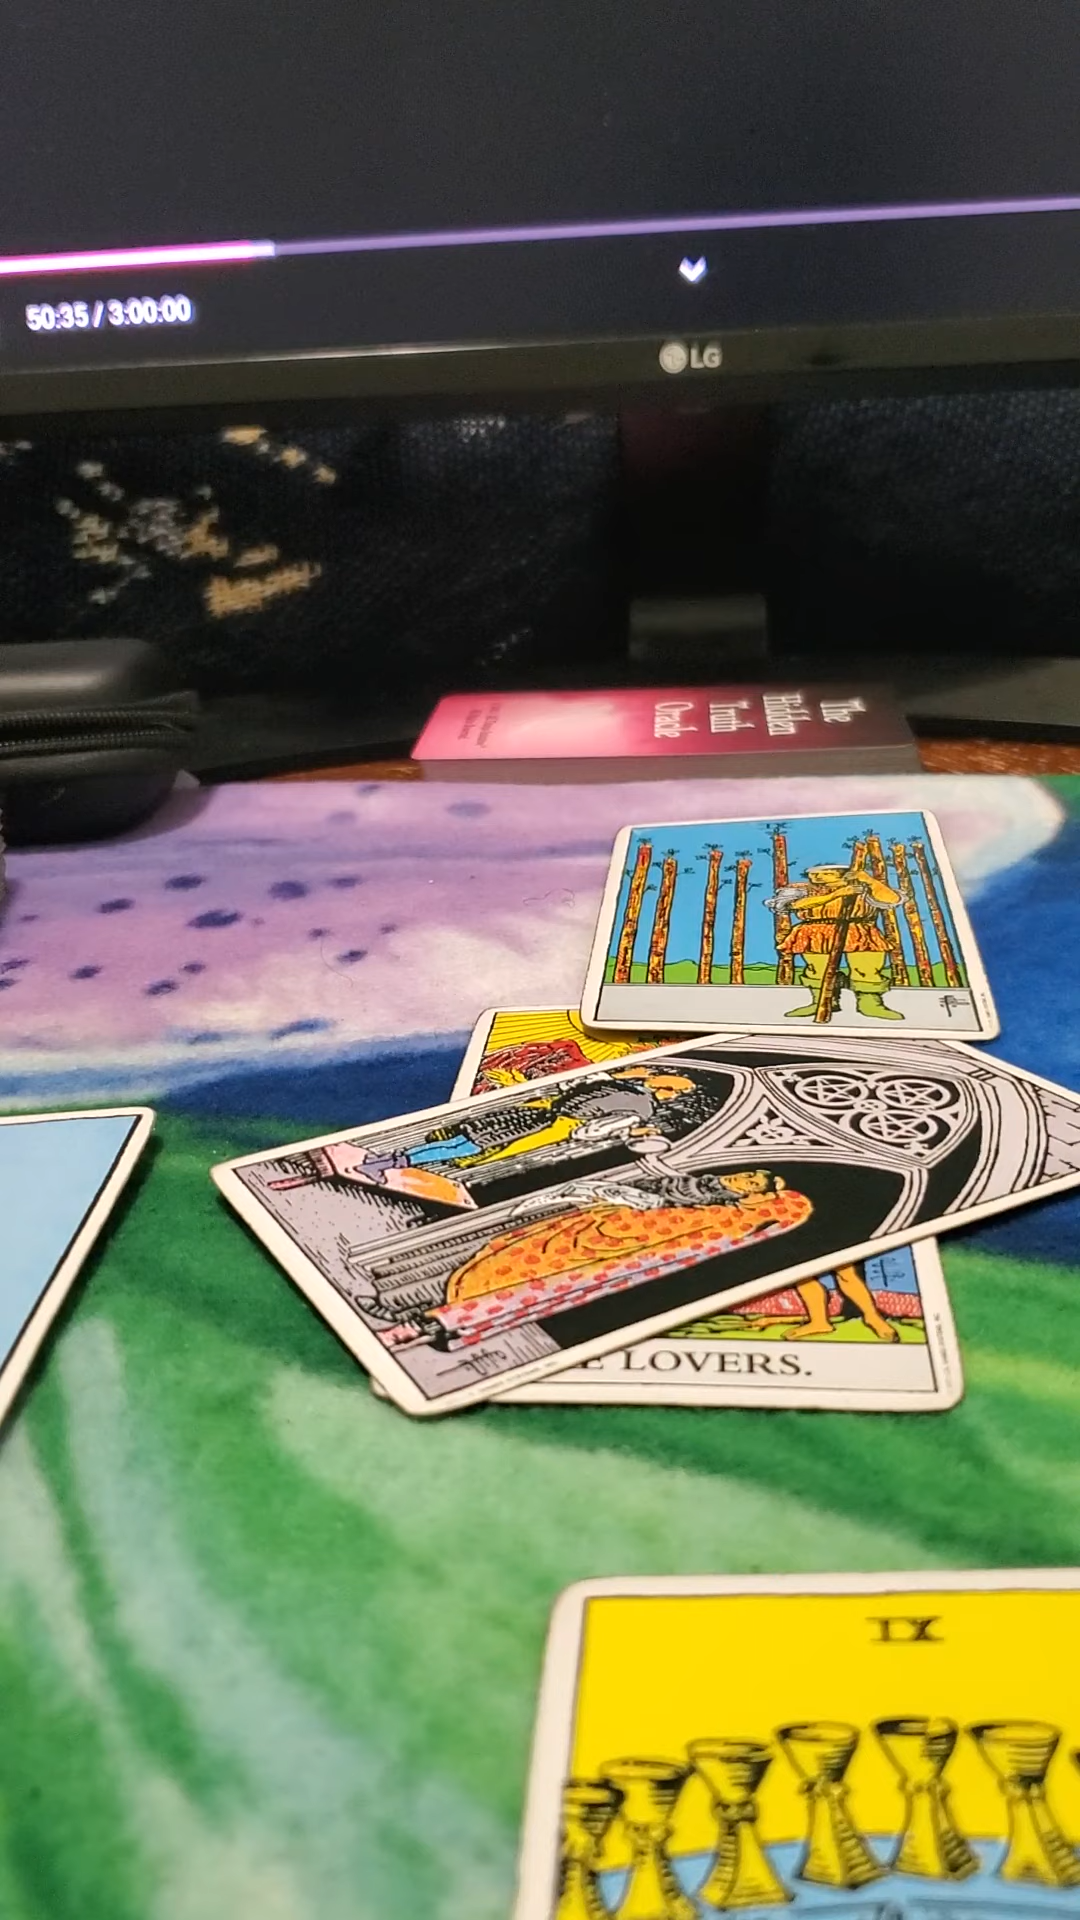 50:35 / 3:00:00
LG
The
Hidden
Truth
Oracle
IX
LOVERS.
IX